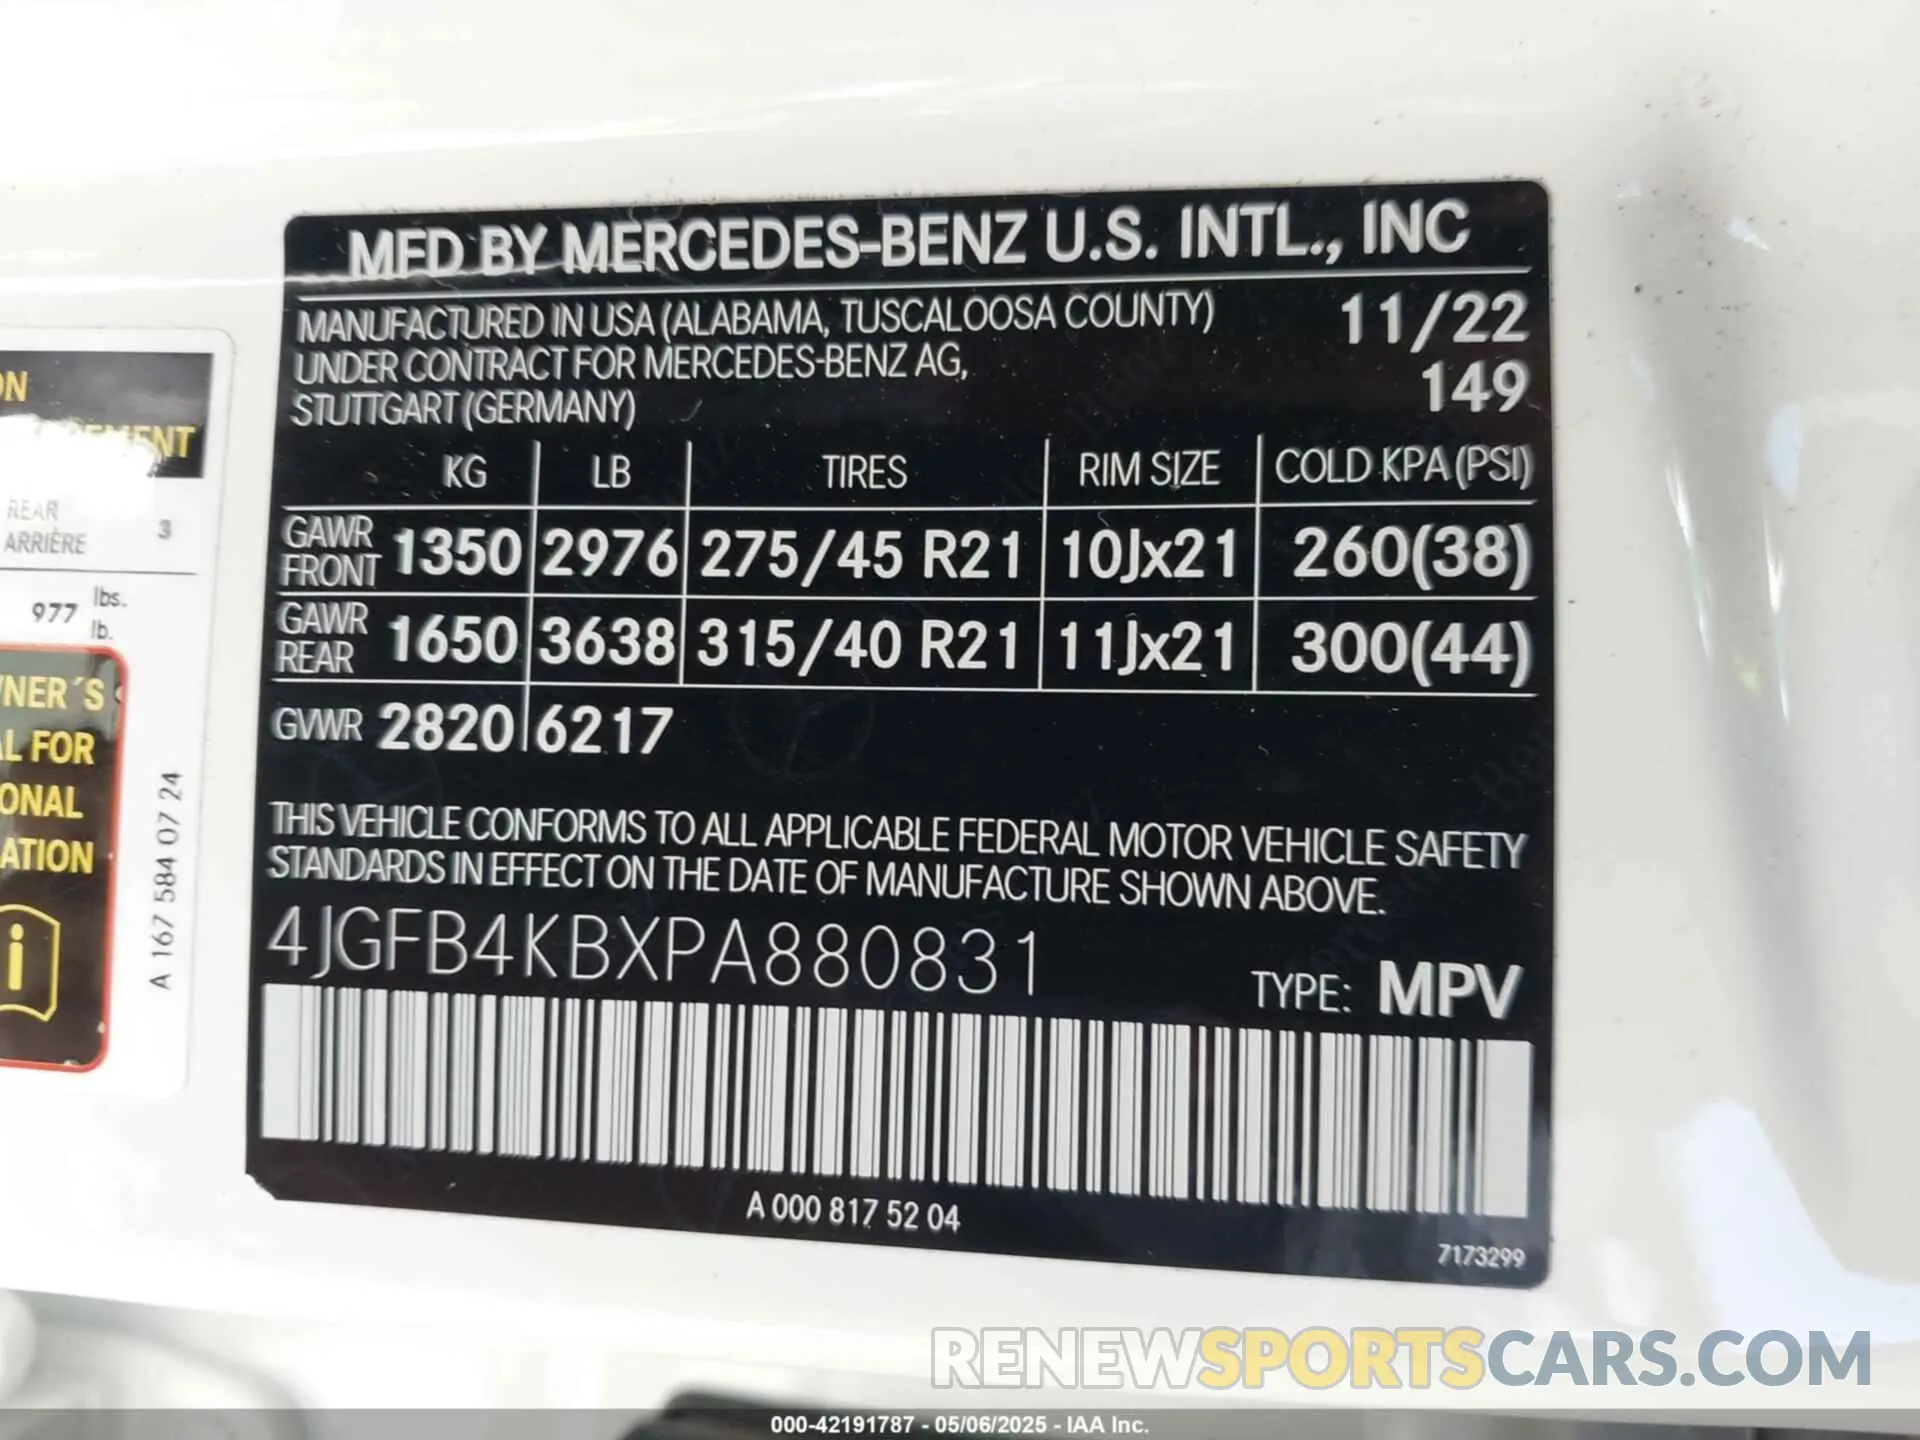 MFD BY MERCEDES-BENZ U.S. INTL., INC
MANUFACTURED IN USA (ALABAMA, TUSCALOOSA COUNTY) 11/22
UNDER CONTRACT FOR MERCEDES-BENZ AG, 149
STUTTGART (GERMANY)
KG LB TIRES RIM SIZE COLD KPA (PSI)
GAWR FRONT 1350 2976 275/45 R21 10Jx21 260(38)
GAWR REAR 1650 3638 315/40 R21 11Jx21 300(44)
GVWR 2820 6217
THIS VEHICLE CONFORMS TO ALL APPLICABLE FEDERAL MOTOR VEHICLE SAFETY
STANDARDS IN EFFECT ON THE DATE OF MANUFACTURE SHOWN ABOVE.
4JGFB4KBXPA880831
TYPE: MPV
A 000 817 52 04
7173299
REAR
ARRIÈRE 3
977 lbs.
lb.
NER´S
L FOR
ONAL
ATION
A 167 584 07 24
RENEWSPORTSCARS.COM
000-42191787 - 05/06/2025 - IAA Inc.